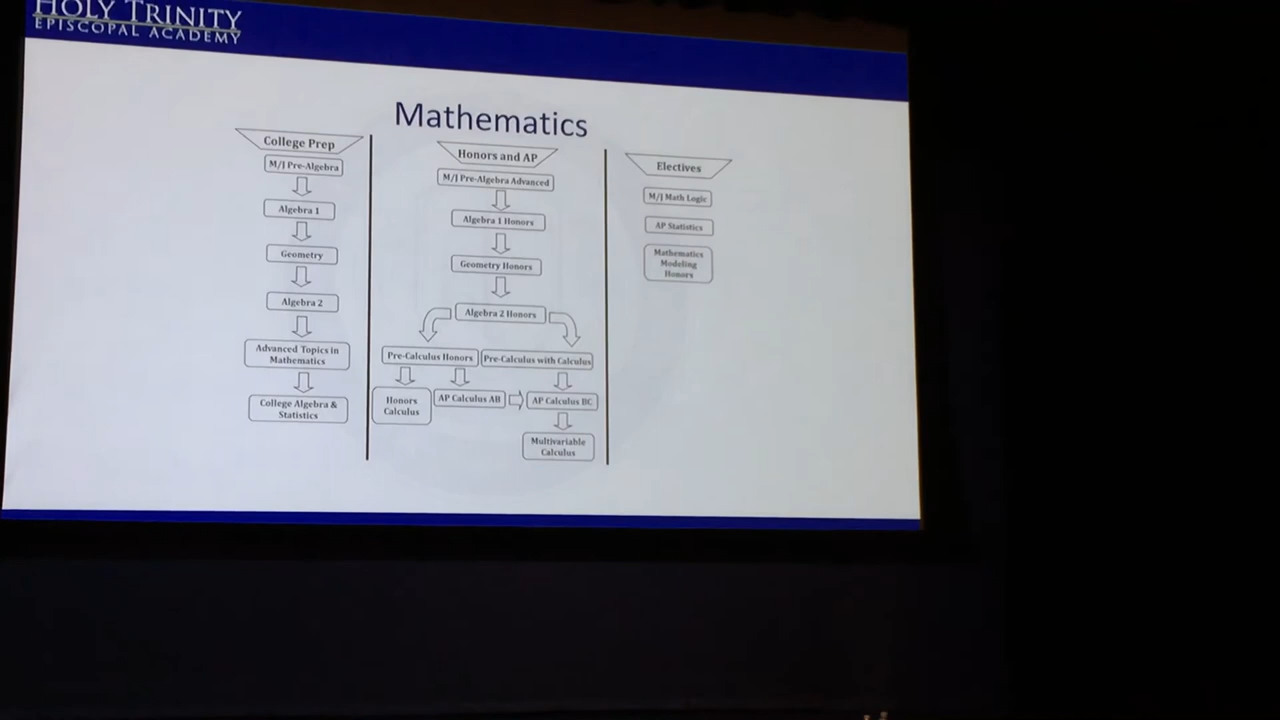 HOLY TRINITY
EPISCOPAL ACADEMY
Mathematics
College Prep
M/J Pre-Algebra
Algebra 1
Geometry
Algebra 2
Advanced Topics in
Mathematics
College Algebra &
Statistics
Honors and AP
M/J Pre-Algebra Advanced
Algebra 1 Honors
Geometry Honors
Algebra 2 Honors
Pre-Calculus Honors
Pre-Calculus with Calculus
Honors
Calculus
AP Calculus AB
AP Calculus BC
Multivariable
Calculus
Electives
M/J Math Logic
AP Statistics
Mathematics
Modeling
Honors